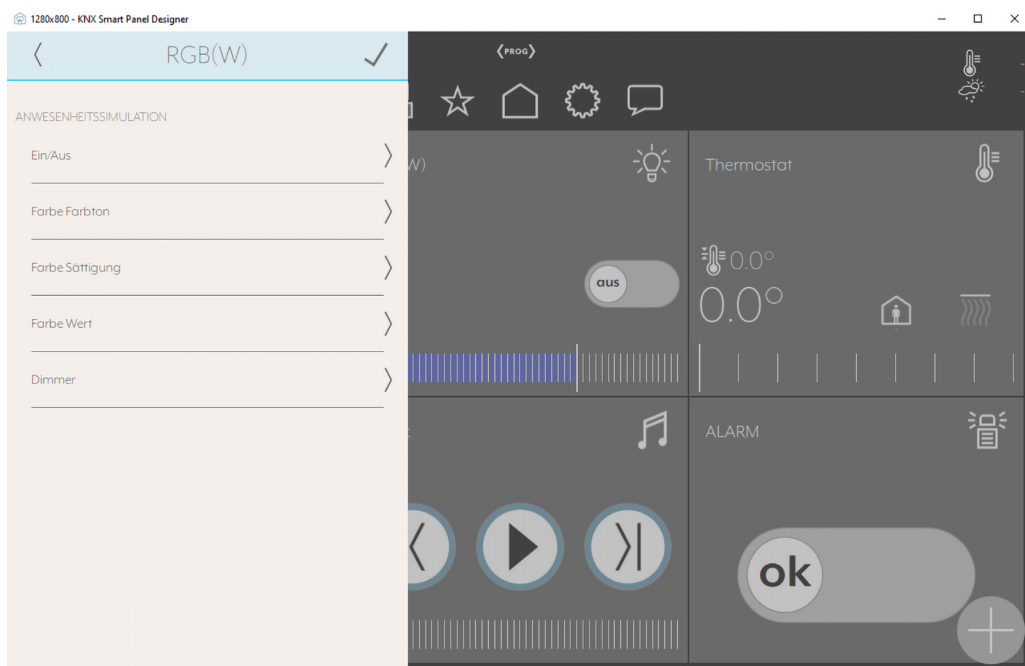 1280x800 - KNX Smart Panel Designer
RGB(W)
PROG
ANWESENHEITSSIMULATION
Ein/Aus
Farbe Farbton
Farbe Sättigung
Farbe Wert
Dimmer
W)
aus
Thermostat
0.0°
0.0°
ALARM
ok